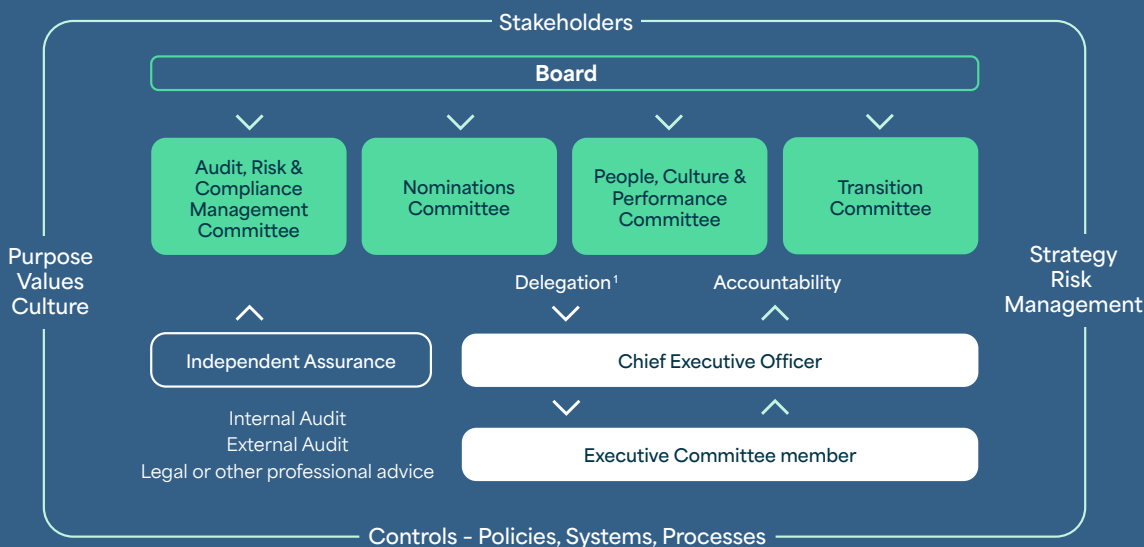 Stakeholders
Board
Audit, Risk &
Compliance
Management
Committee
Nominations
Committee
People, Culture &
Performance
Committee
Transition
Committee
Purpose
Values
Culture
Strategy
Risk
Management
Delegation¹
Accountability
Independent Assurance
Chief Executive Officer
Internal Audit
External Audit
Legal or other professional advice
Executive Committee member
Controls – Policies, Systems, Processes